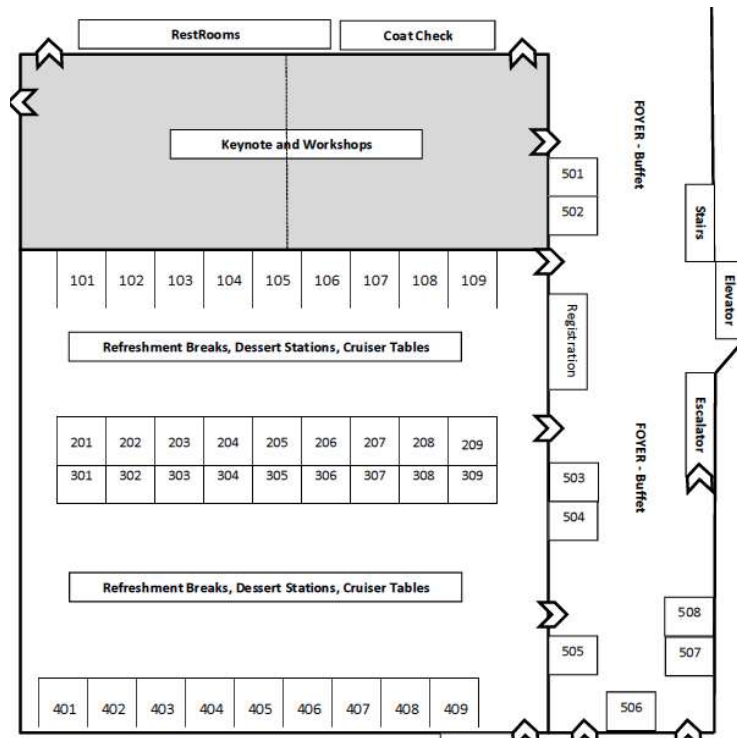 RestRooms
Coat Check
Keynote and Workshops
FOYER - Buffet
501
502
Stairs
Elevator
101 102 103 104 105 106 107 108 109
Registration
Refreshment Breaks, Dessert Stations, Cruiser Tables
Escalator
201 202 203 204 205 206 207 208 209
301 302 303 304 305 306 307 308 309
FOYER - Buffet
503
504
Refreshment Breaks, Dessert Stations, Cruiser Tables
508
505
507
401 402 403 404 405 406 407 408 409
506